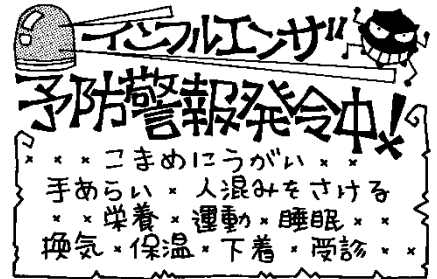 インフルエンザ
予防警報発令中!
× × × こまめにうがい × ×
手あらい × 人混みをさける
× × 栄養 × 運動 × 睡眠 × ×
換気 × 保温 × 下着 × 受診 × ×